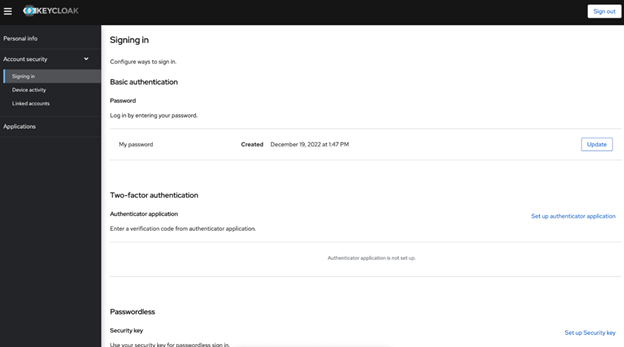 KEYCLOAK
Sign out
Personal info
Account security
Signing in
Device activity
Linked accounts
Applications
Signing in
Configure ways to sign in.
Basic authentication
Password
Log in by entering your password.
My password Created December 19, 2022 at 1:47 PM Update
Two-factor authentication
Authenticator application Set up authenticator application
Enter a verification code from authenticator application.
Authenticator application is not set up.
Passwordless
Security key Set up Security key
Use your security key for passwordless sign in.